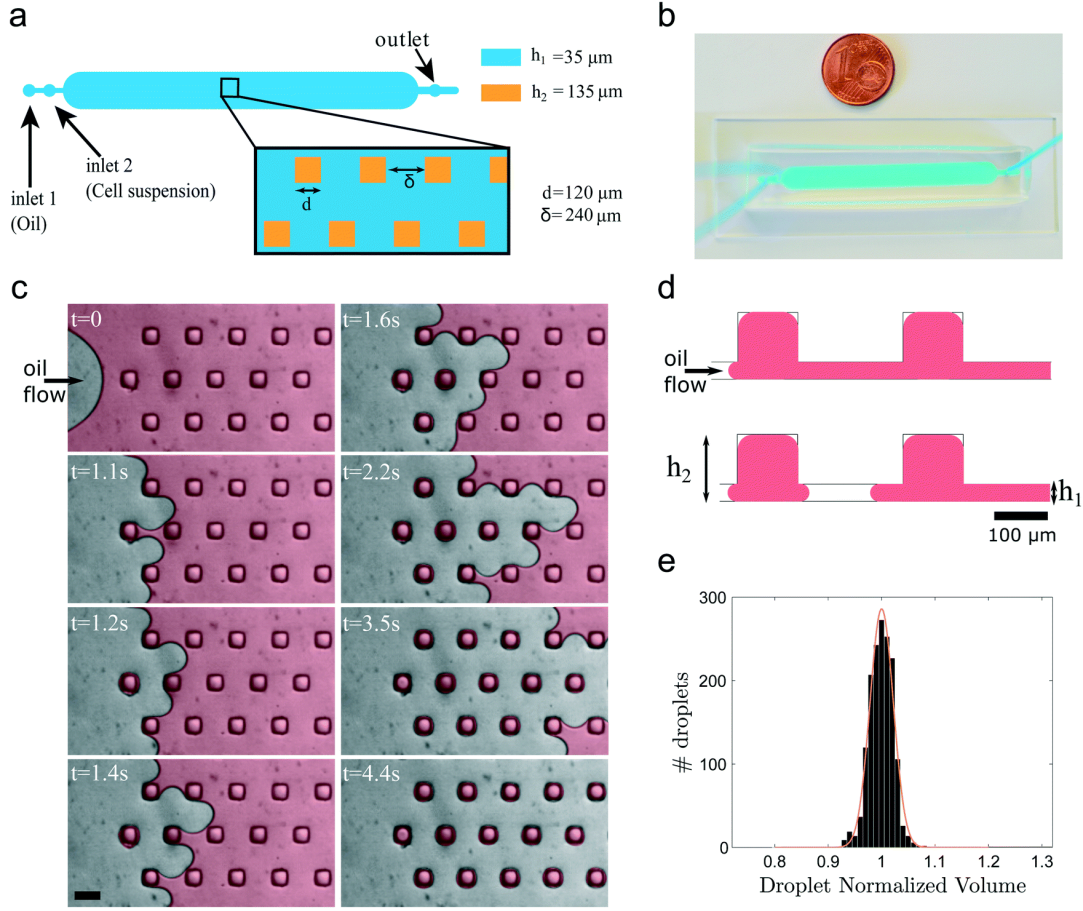 a
outlet
inlet 1
(Oil)
inlet 2
(Cell suspension)
h₁ =35 μm
h₂ =135 μm
δ
d
d=120 μm
δ=240 μm
b
1
c
t=0
oil
flow
t=1.1s
t=1.2s
t=1.4s
t=1.6s
t=2.2s
t=3.5s
t=4.4s
d
oil
flow
h₂
h₁
100 μm
e
# droplets
300
200
100
0
0.8 0.9 1 1.1 1.2 1.3
Droplet Normalized Volume